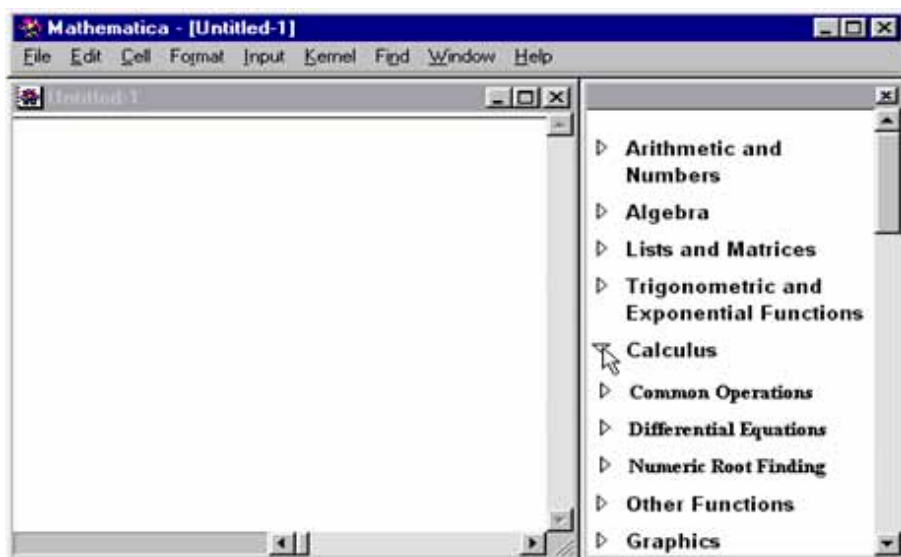 Mathematica - [Untitled-1]
File Edit Cell Format Input Kernel Find Window Help
Untitled-1
Arithmetic and
Numbers
Algebra
Lists and Matrices
Trigonometric and
Exponential Functions
Calculus
Common Operations
Differential Equations
Numeric Root Finding
Other Functions
Graphics